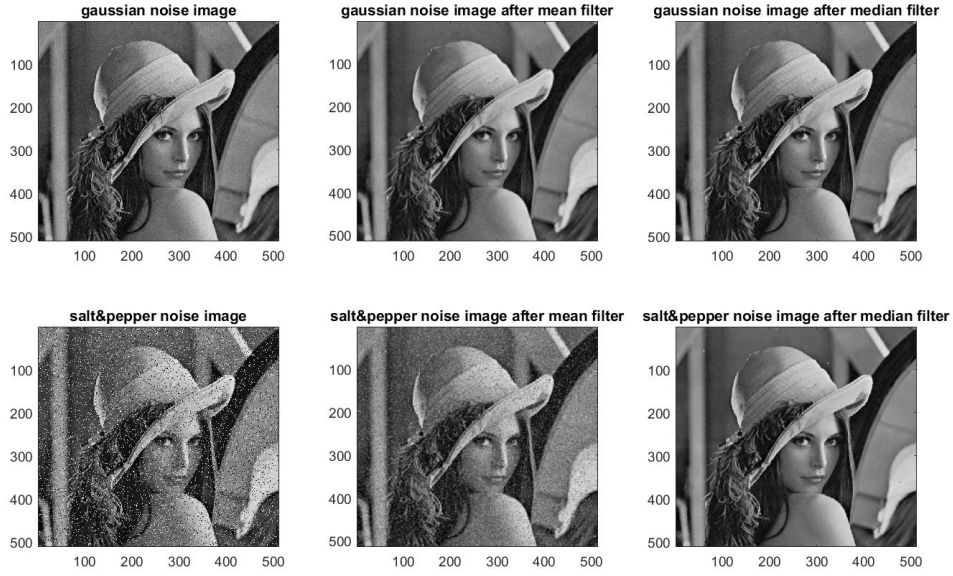 gaussian noise image
gaussian noise image after mean filter
gaussian noise image after median filter
100
200
300
400
500
100 200 300 400 500
100
200
300
400
500
100 200 300 400 500
100
200
300
400
500
100 200 300 400 500
salt&pepper noise image
salt&pepper noise image after mean filter
salt&pepper noise image after median filter
100
200
300
400
500
100 200 300 400 500
100
200
300
400
500
100 200 300 400 500
100
200
300
400
500
100 200 300 400 500